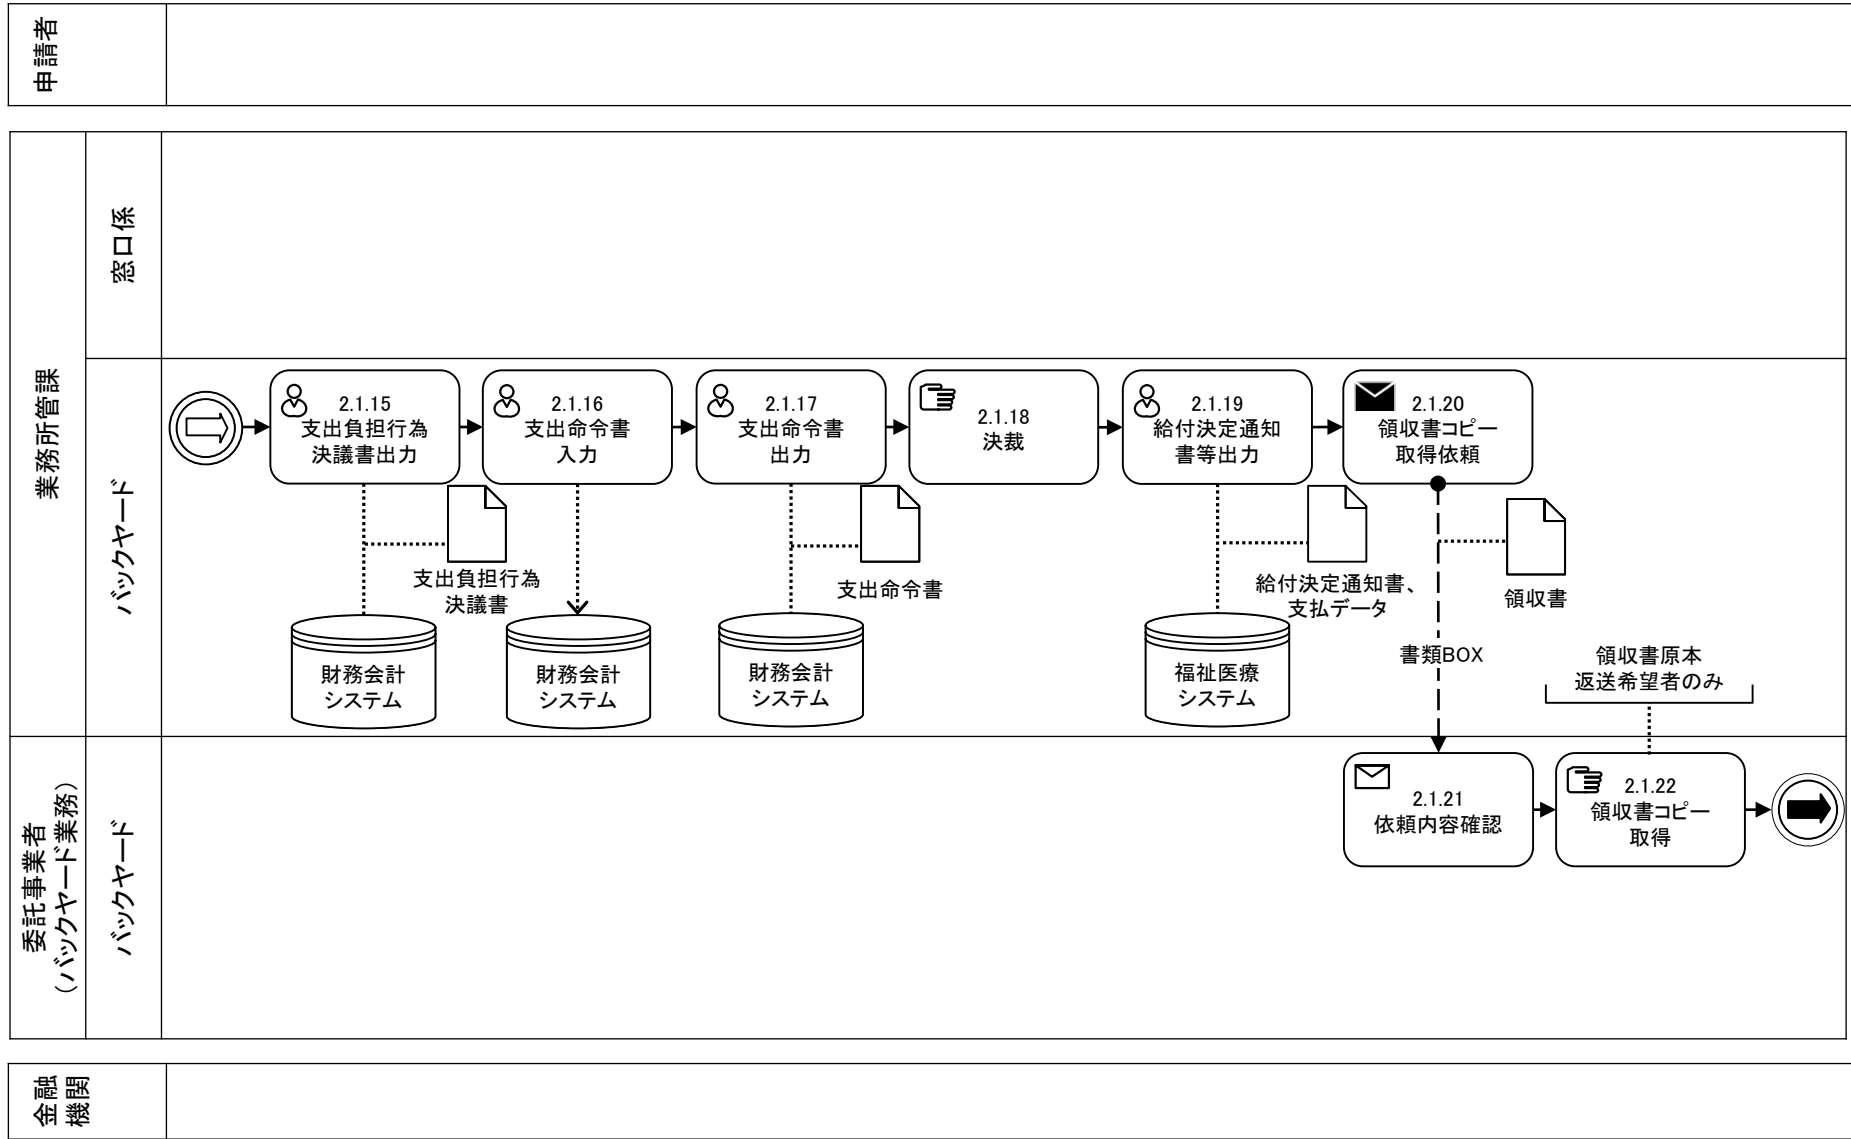 申請者
業務所管課
窓口係
バックヤード
2.1.15
支出負担行為
決議書出力
2.1.16
支出命令書
入力
2.1.17
支出命令書
出力
2.1.18
決裁
2.1.19
給付決定通知
書等出力
2.1.20
領収書コピー
取得依頼
支出負担行為
決議書
支出命令書
給付決定通知書、
支払データ
領収書
財務会計
システム
財務会計
システム
財務会計
システム
福祉医療
システム
書類BOX
領収書原本
返送希望者のみ
委託事業者
（バックヤード業務）
バックヤード
2.1.21
依頼内容確認
2.1.22
領収書コピー
取得
金融
機関